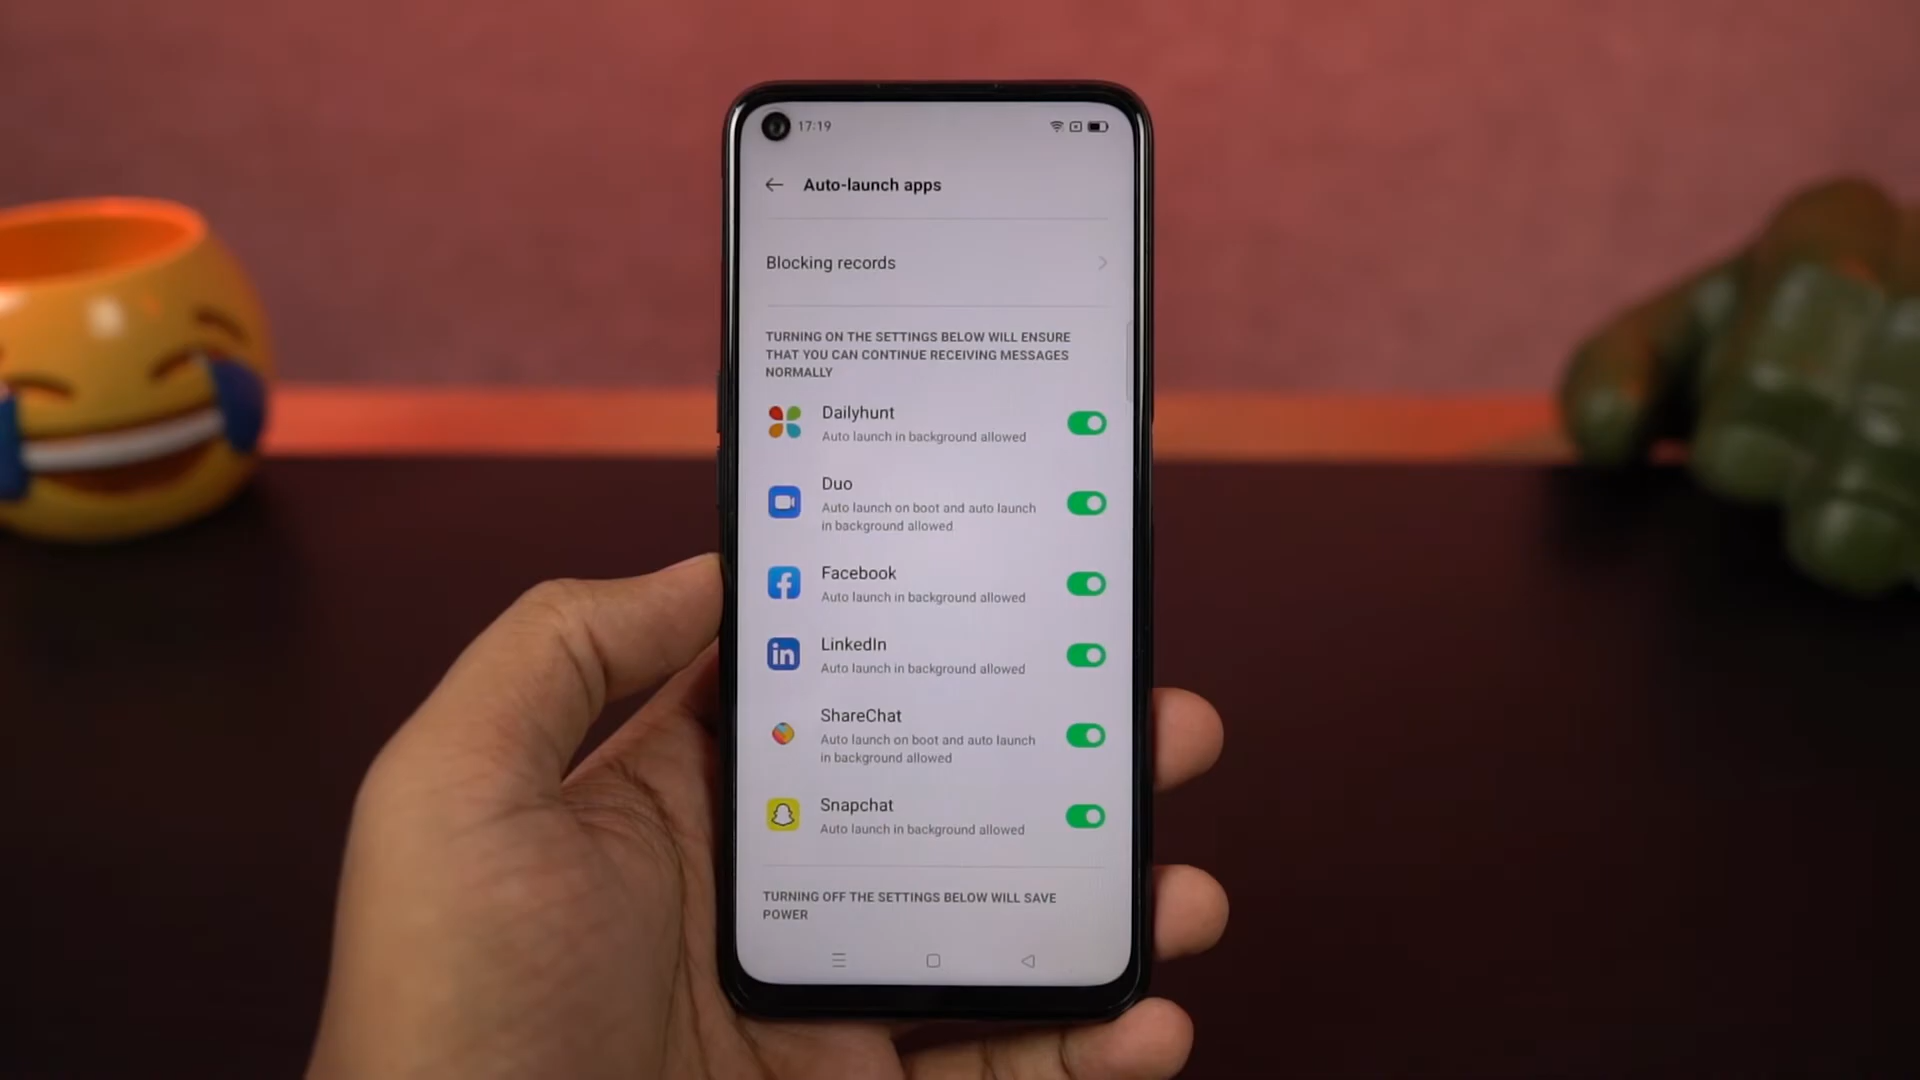 17:19
Auto-launch apps
Blocking records
TURNING ON THE SETTINGS BELOW WILL ENSURE
THAT YOU CAN CONTINUE RECEIVING MESSAGES
NORMALLY
Dailyhunt
Auto launch in background allowed
Duo
Auto launch on boot and auto launch
in background allowed
Facebook
Auto launch in background allowed
in
LinkedIn
Auto launch in background allowed
ShareChat
Auto launch on boot and auto launch
in background allowed
Snapchat
Auto launch in background allowed
TURNING OFF THE SETTINGS BELOW WILL SAVE
POWER